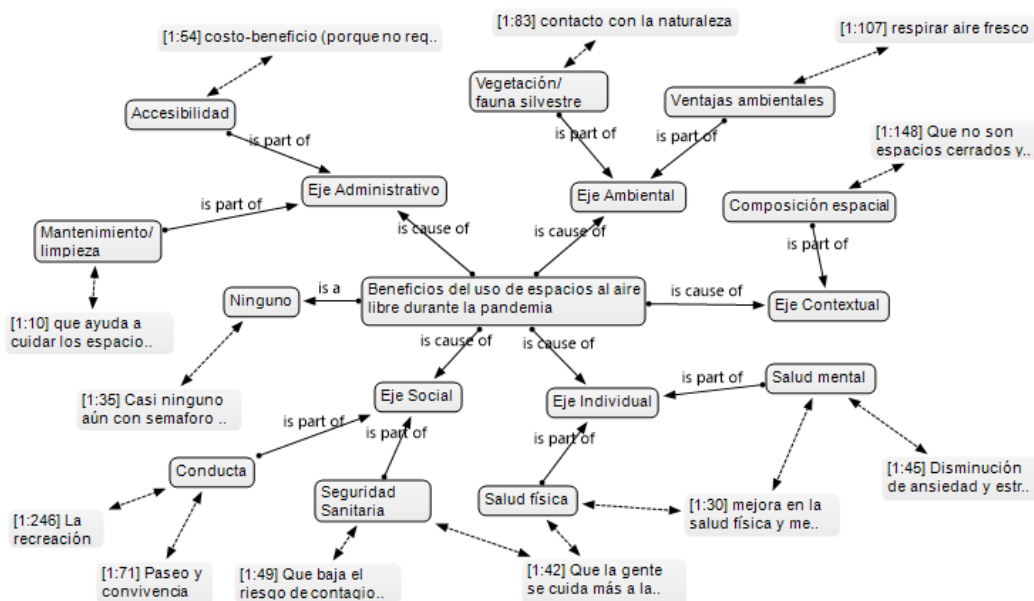 [1:54] costo-beneficio (porque no req..
[1:83] contacto con la naturaleza
[1:107] respirar aire fresco
Vegetación/
fauna silvestre
Ventajas ambientales
Accesibilidad
[1:148] Que no son
espacios cerrados y..
is part of
is part of
is part of
Eje Administrativo
Eje Ambiental
Composición espacial
is part of
Mantenimiento/
limpieza
is cause of
is cause of
is part of
Ninguno
is a
Beneficios del uso de espacios al aire
libre durante la pandemia
is cause of
Eje Contextual
[1:10] que ayuda a
cuidar los espacio..
is cause of
is cause of
[1:35] Casi ninguno
aún con semaforo ..
Eje Social
Eje Individual
is part of
Salud mental
is part of
is part of
is part of
Conducta
Seguridad
Sanitaria
Salud física
[1:45] Disminución
de ansiedad y estr..
[1:30] mejora en la
salud física y me..
[1:246] La
recreación
[1:71] Paseo y
convivencia
[1:49] Que baja el
riesgo de contagio..
[1:42] Que la gente
se cuida más a la..